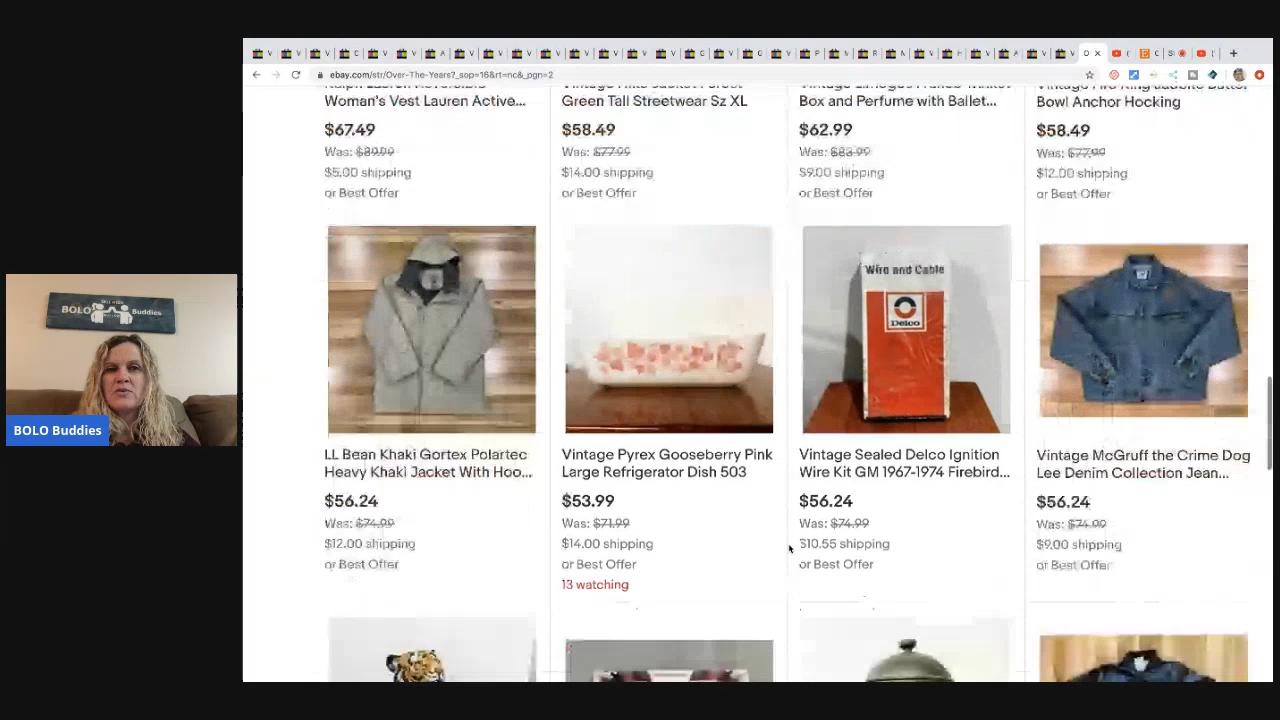 ebay.com/str/Over-The-Years?_sop=16&rt=nc&_pgn=2
Woman's Vest Lauren Active...
$67.49
Was: $89.99
$5.00 shipping
or Best Offer
Green Tall Streetwear Sz XL
$58.49
Was: $77.99
$14.00 shipping
or Best Offer
Box and Perfume with Ballet...
$62.99
Was: $83.99
$9.00 shipping
or Best Offer
Bowl Anchor Hocking
$58.49
Was: $77.99
$12.00 shipping
or Best Offer
Wire and Cable
Delco
BOLO Buddies
BOLO Buddies
LL Bean Khaki Gortex Polartec
Heavy Khaki Jacket With Hoo...
$56.24
Was: $74.99
$12.00 shipping
or Best Offer
Vintage Pyrex Gooseberry Pink
Large Refrigerator Dish 503
$53.99
Was: $71.99
$14.00 shipping
or Best Offer
13 watching
Vintage Sealed Delco Ignition
Wire Kit GM 1967-1974 Firebird...
$56.24
Was: $74.99
$10.55 shipping
or Best Offer
Vintage McGruff the Crime Dog
Lee Denim Collection Jean...
$56.24
Was: $74.99
$9.00 shipping
or Best Offer